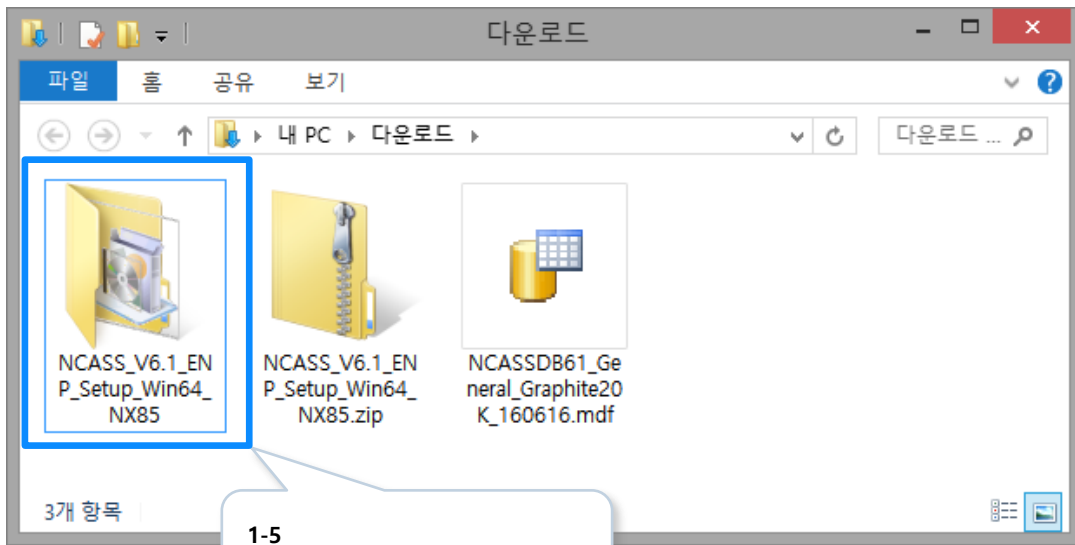 다운로드
파일 홈 공유 보기
내 PC 다운로드 다운로드 ...
NCASS_V6.1_EN
P_Setup_Win64_
NX85
NCASS_V6.1_EN
P_Setup_Win64_
NX85.zip
NCASSDB61_Ge
neral_Graphite20
K_160616.mdf
3개 항목
1-5